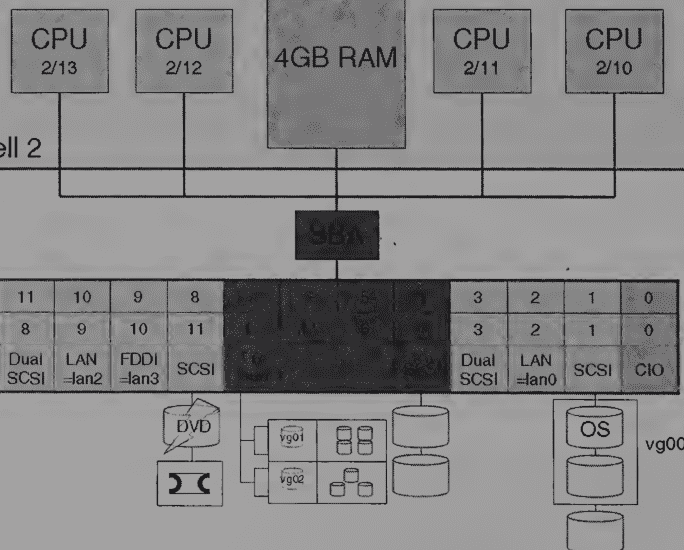 CPU
2/13
CPU
2/12
4GB RAM
CPU
2/11
CPU
2/10
ell 2
SBA
11 10 9 8
3 2 1 0
8 9 10 11
3 2 1 0
Dual SCSI
LAN =lan2
FDDI =lan3
SCSI
Dual SCSI
LAN =lan0
SCSI
CIO
DVD
vg01
vg02
OS
vg00